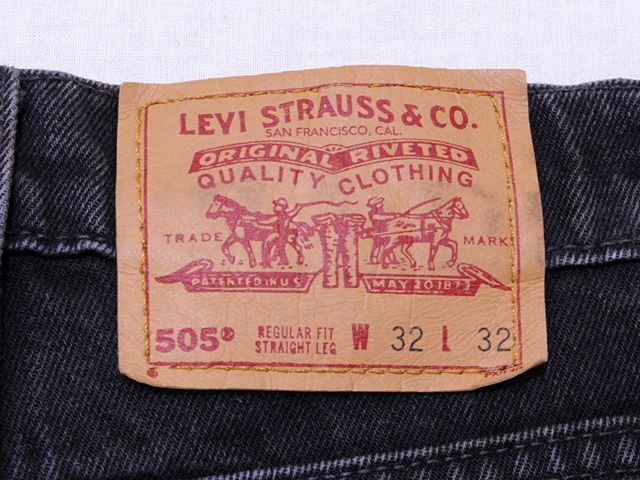 LEVI STRAUSS & CO.
SAN FRANCISCO, CAL.
ORIGINAL RIVETED
QUALITY CLOTHING
TRADE MARK
PATENTED IN U.S. MAY 20 1873
505® REGULAR FIT STRAIGHT LEG W 32 L 32